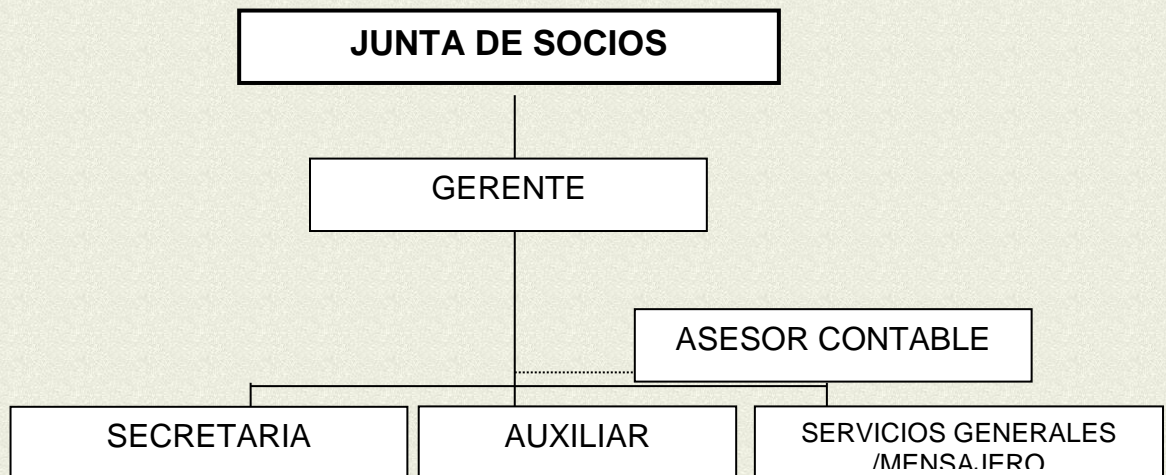 JUNTA DE SOCIOS
GERENTE
ASESOR CONTABLE
SECRETARIA
AUXILIAR
SERVICIOS GENERALES
/MENSAJERO